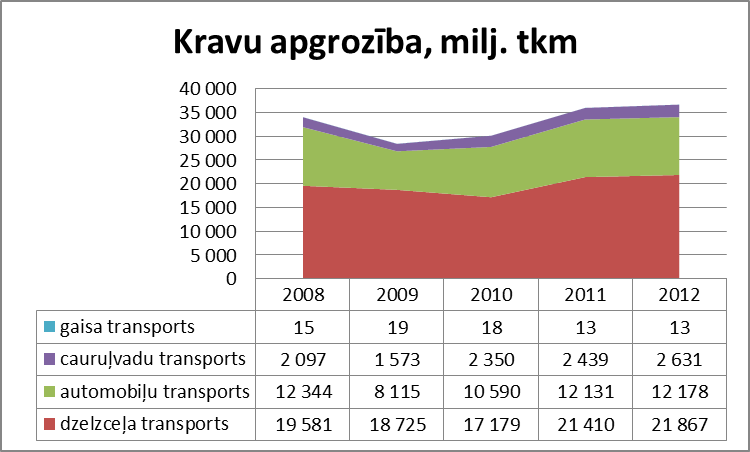 Kravu apgrozība, milj. tkm
40 000
35 000
30 000
25 000
20 000
15 000
10 000
5 000
0
2008 2009 2010 2011 2012
gaisa transports 15 19 18 13 13
cauruļvadu transports 2 097 1 573 2 350 2 439 2 631
automobiļu transports 12 344 8 115 10 590 12 131 12 178
dzelzceļa transports 19 581 18 725 17 179 21 410 21 867